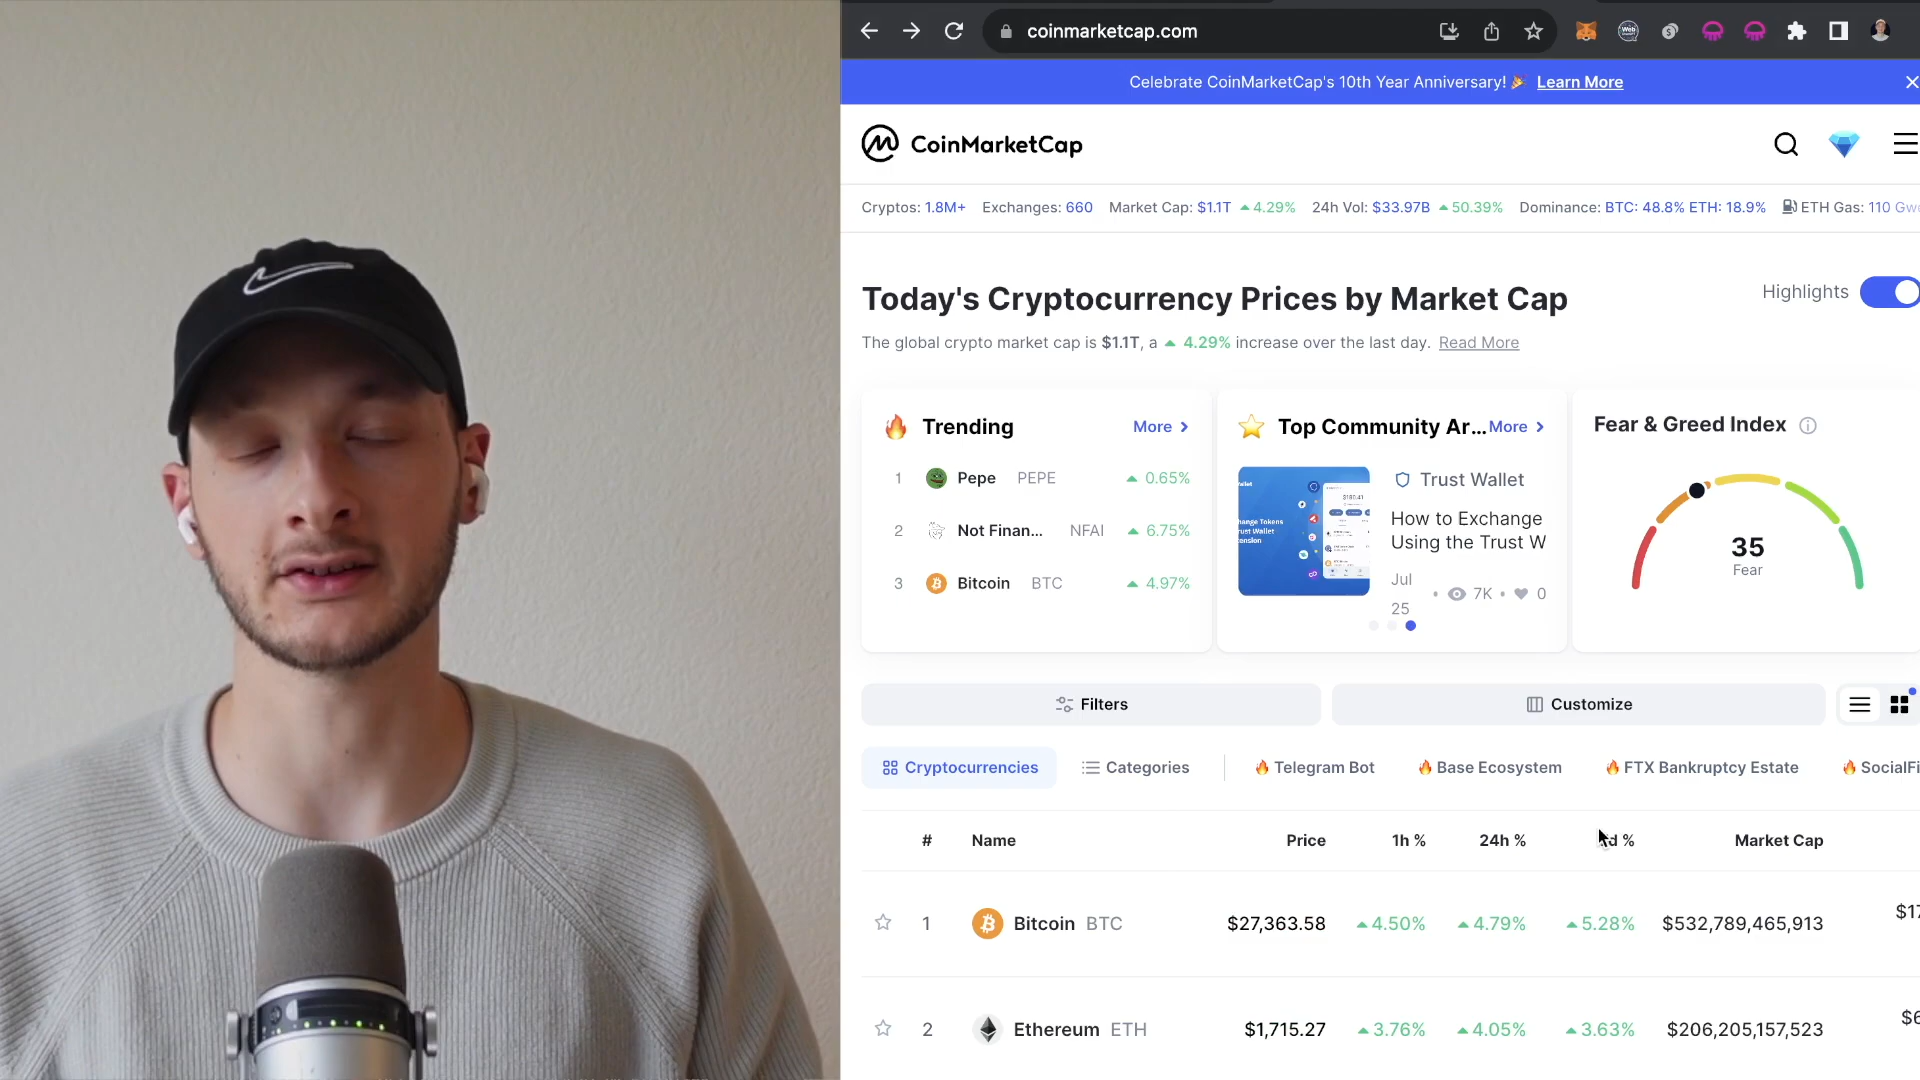 coinmarketcap.com
Celebrate CoinMarketCap's 10th Year Anniversary! 🎉 Learn More
CoinMarketCap
Cryptos: 1.8M+ Exchanges: 660 Market Cap: $1.1T 4.29% 24h Vol: $33.97B 50.39% Dominance: BTC: 48.8% ETH: 18.9% ETH Gas: 110
Today's Cryptocurrency Prices by Market Cap
Highlights
The global crypto market cap is $1.1T, a 4.29% increase over the last day. Read More
Trending More
1 Pepe PEPE 0.65%
2 Not Finan... NFAI 6.75%
3 Bitcoin BTC 4.97%
Top Community Ar... More
Trust Wallet
How to Exchange
Using the Trust W
Jul
25 • 7K • 0
Fear & Greed Index
35
Fear
Filters
Customize
Cryptocurrencies Categories Telegram Bot Base Ecosystem FTX Bankruptcy Estate SocialFi
# Name Price 1h % 24h % d % Market Cap
1 Bitcoin BTC $27,363.58 4.50% 4.79% 5.28% $532,789,465,913
2 Ethereum ETH $1,715.27 3.76% 4.05% 3.63% $206,205,157,523